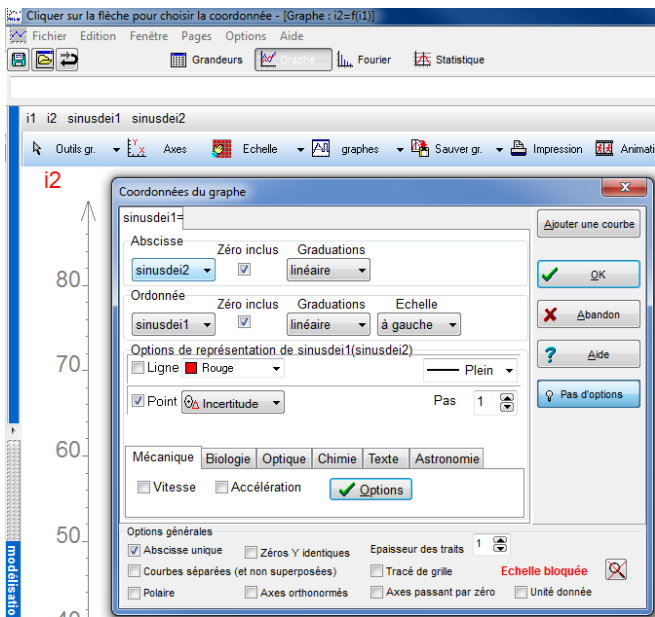 Cliquer sur la flèche pour choisir la coordonnée - [Graphe : i2=f(i1)]
Fichier Edition Fenêtre Pages Options Aide
Grandeurs Graphe Fourier Statistique
i1 i2 sinusdei1 sinusdei2
Outils gr. Axes Echelle graphes Sauver gr. Impression Animati
i2
80
70
60
50
40
modélisatio
Coordonnées du graphe
sinusdei1=
Abscisse
Zéro inclus Graduations
sinusdei2 linéaire
Ordonnée
Zéro inclus Graduations Echelle
sinusdei1 linéaire à gauche
Options de représentation de sinusdei1(sinusdei2)
Ligne Rouge Plein
Point Incertitude Pas 1
Mécanique Biologie Optique Chimie Texte Astronomie
Vitesse Accélération Options
Options générales
Abscisse unique Zéros Y identiques Epaisseur des traits 1
Courbes séparées (et non superposées) Tracé de grille Echelle bloquée
Polaire Axes orthonormés Axes passant par zéro Unité donnée
Ajouter une courbe
OK
Abandon
Aide
Pas d'options